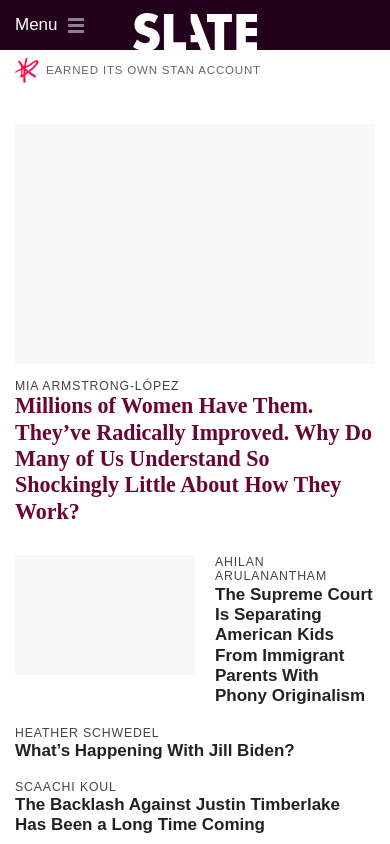 Menu
SLATE
EARNED ITS OWN STAN ACCOUNT
MIA ARMSTRONG-LÓPEZ
Millions of Women Have Them.
They’ve Radically Improved. Why Do
Many of Us Understand So
Shockingly Little About How They
Work?
AHILAN
ARULANANTHAM
The Supreme Court
Is Separating
American Kids
From Immigrant
Parents With
Phony Originalism
HEATHER SCHWEDEL
What’s Happening With Jill Biden?
SCAACHI KOUL
The Backlash Against Justin Timberlake
Has Been a Long Time Coming